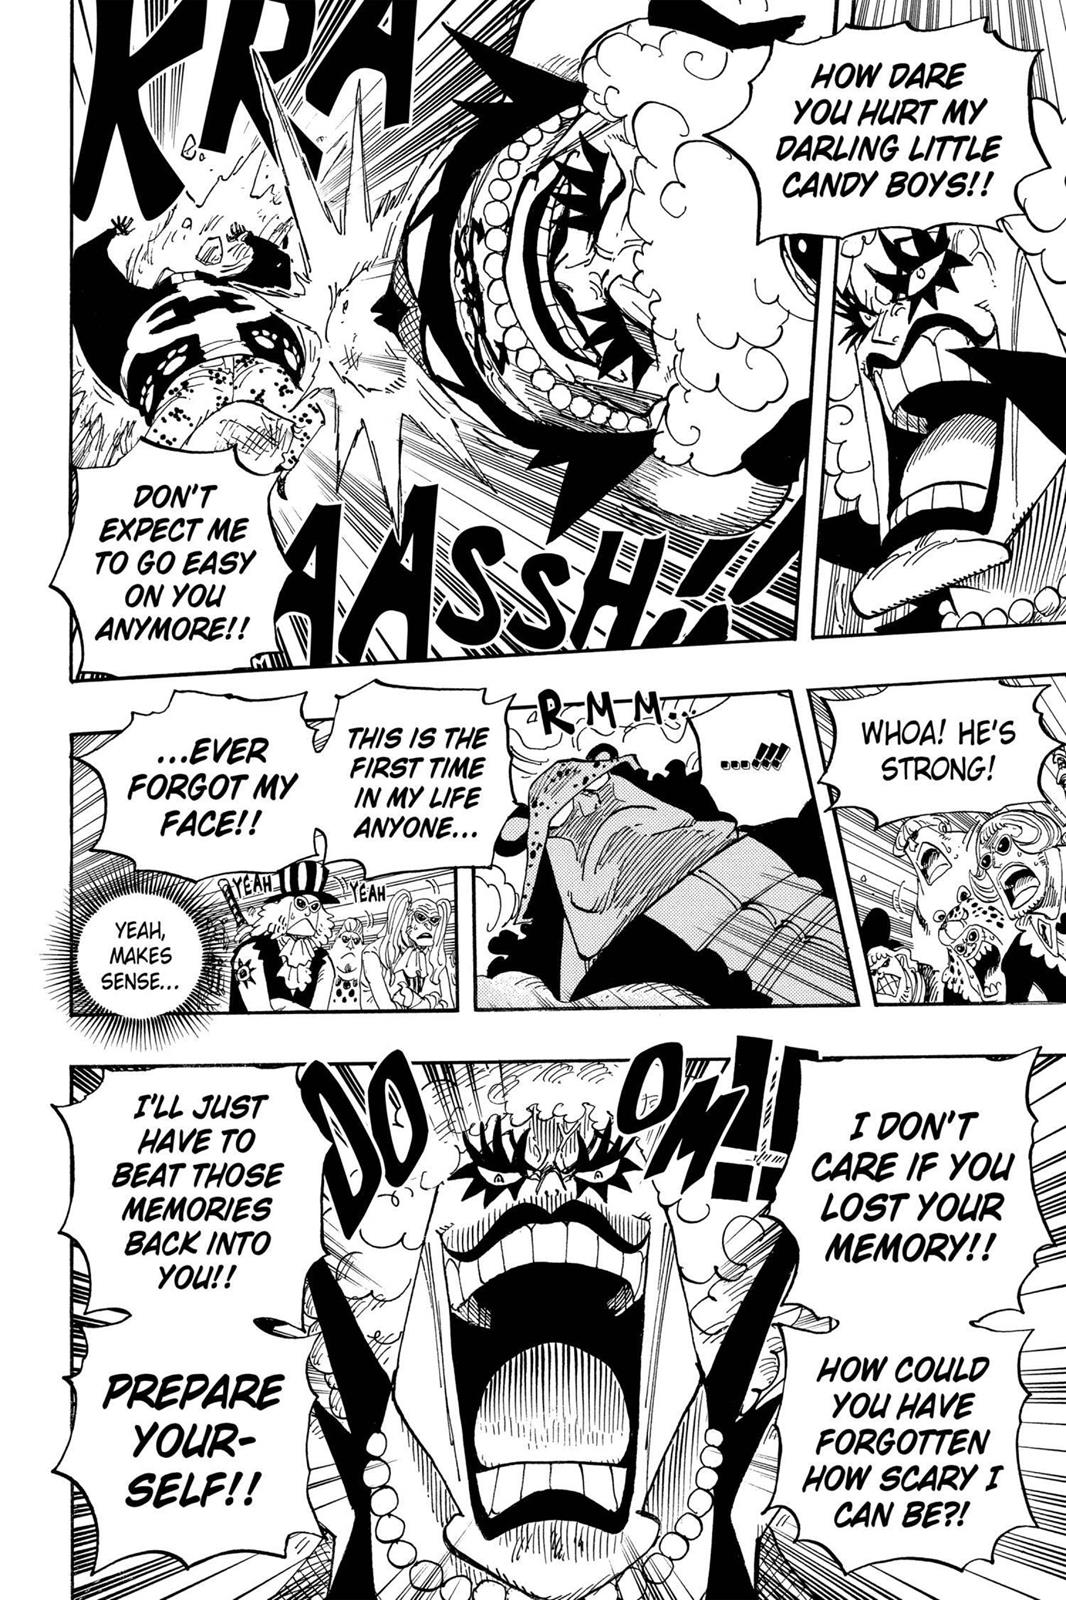 HOW DARE
YOU HURT MY
DARLING LITTLE
CANDY BOYS!!
KRA
AAASSH!!
DON'T
EXPECT ME
TO GO EASY
ON YOU
ANYMORE!!
WHOA! HE'S
STRONG!
R-M-M...
...!!!
THIS IS THE
FIRST TIME
IN MY LIFE
ANYONE...
...EVER
FORGOT MY
FACE!!
YEAH
YEAH
YEAH,
MAKES
SENSE...
DOOM!!
I DON'T
CARE IF YOU
LOST YOUR
MEMORY!!
HOW COULD
YOU HAVE
FORGOTTEN
HOW SCARY I
CAN BE?!
I'LL JUST
HAVE TO
BEAT THOSE
MEMORIES
BACK INTO
YOU!!
PREPARE
YOUR-
SELF!!